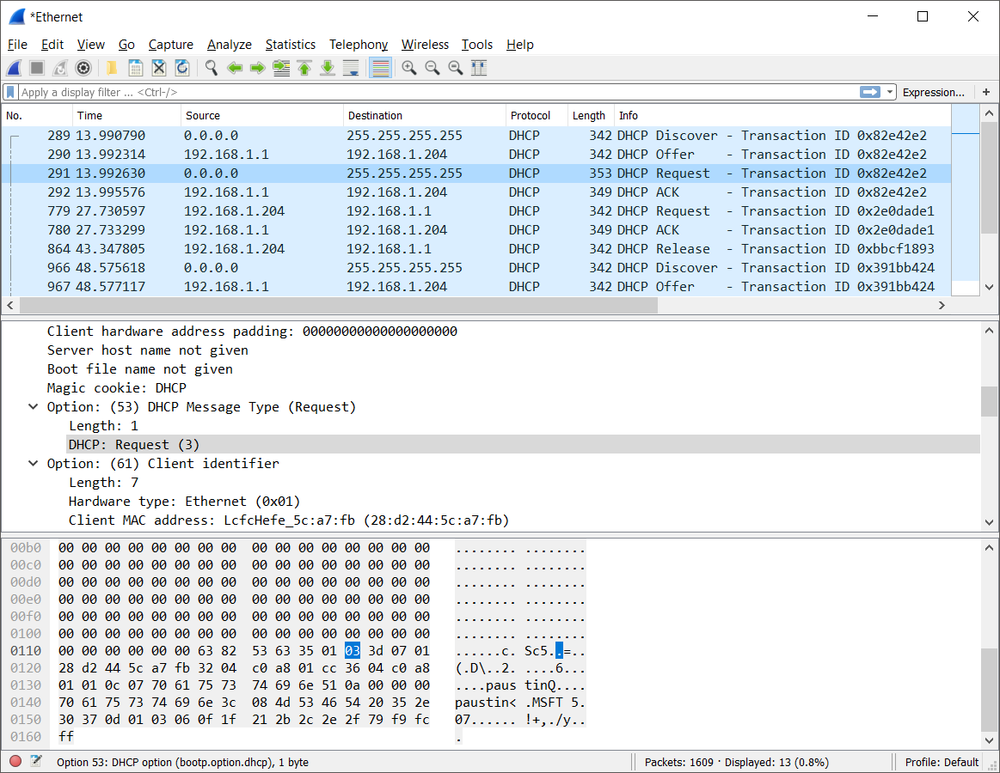 *Ethernet
File Edit View Go Capture Analyze Statistics Telephony Wireless Tools Help
Apply a display filter ... <Ctrl-/> Expression... +
No. Time Source Destination Protocol Length Info
289 13.990790 0.0.0.0 255.255.255.255 DHCP 342 DHCP Discover - Transaction ID 0x82e42e2
290 13.992314 192.168.1.1 192.168.1.204 DHCP 342 DHCP Offer - Transaction ID 0x82e42e2
291 13.992630 0.0.0.0 255.255.255.255 DHCP 353 DHCP Request - Transaction ID 0x82e42e2
292 13.995576 192.168.1.1 192.168.1.204 DHCP 349 DHCP ACK - Transaction ID 0x82e42e2
779 27.730597 192.168.1.204 192.168.1.1 DHCP 342 DHCP Request - Transaction ID 0x2e0dade1
780 27.733299 192.168.1.1 192.168.1.204 DHCP 349 DHCP ACK - Transaction ID 0x2e0dade1
864 43.347805 192.168.1.204 192.168.1.1 DHCP 342 DHCP Release - Transaction ID 0xbbcf1893
966 48.575618 0.0.0.0 255.255.255.255 DHCP 342 DHCP Discover - Transaction ID 0x391bb424
967 48.577117 192.168.1.1 192.168.1.204 DHCP 342 DHCP Offer - Transaction ID 0x391bb424
Client hardware address padding: 00000000000000000000
Server host name not given
Boot file name not given
Magic cookie: DHCP
Option: (53) DHCP Message Type (Request)
Length: 1
DHCP: Request (3)
Option: (61) Client identifier
Length: 7
Hardware type: Ethernet (0x01)
Client MAC address: LcfcHefe_5c:a7:fb (28:d2:44:5c:a7:fb)
00b0 00 00 00 00 00 00 00 00 00 00 00 00 00 00 00 00 ........ ........
00c0 00 00 00 00 00 00 00 00 00 00 00 00 00 00 00 00 ........ ........
00d0 00 00 00 00 00 00 00 00 00 00 00 00 00 00 00 00 ........ ........
00e0 00 00 00 00 00 00 00 00 00 00 00 00 00 00 00 00 ........ ........
00f0 00 00 00 00 00 00 00 00 00 00 00 00 00 00 00 00 ........ ........
0100 00 00 00 00 00 00 00 00 00 00 00 00 00 00 00 00 ........ ........
0110 00 00 00 00 00 00 63 82 53 63 35 01 03 3d 07 01 ......c. Sc5..=..
0120 28 d2 44 5c a7 fb 32 04 c0 a8 01 cc 36 04 c0 a8 (.D\..2. ....6...
0130 01 01 0c 07 70 61 75 73 74 69 6e 51 0a 00 00 00 ....paus tinQ....
0140 70 61 75 73 74 69 6e 3c 08 4d 53 46 54 20 35 2e paustin< .MSFT 5.
0150 30 37 0d 01 03 06 0f 1f 21 2b 2c 2e 2f 79 f9 fc 07...... !+,./y..
0160 ff .
Option 53: DHCP option (bootp.option.dhcp), 1 byte Packets: 1609 · Displayed: 13 (0.8%) Profile: Default